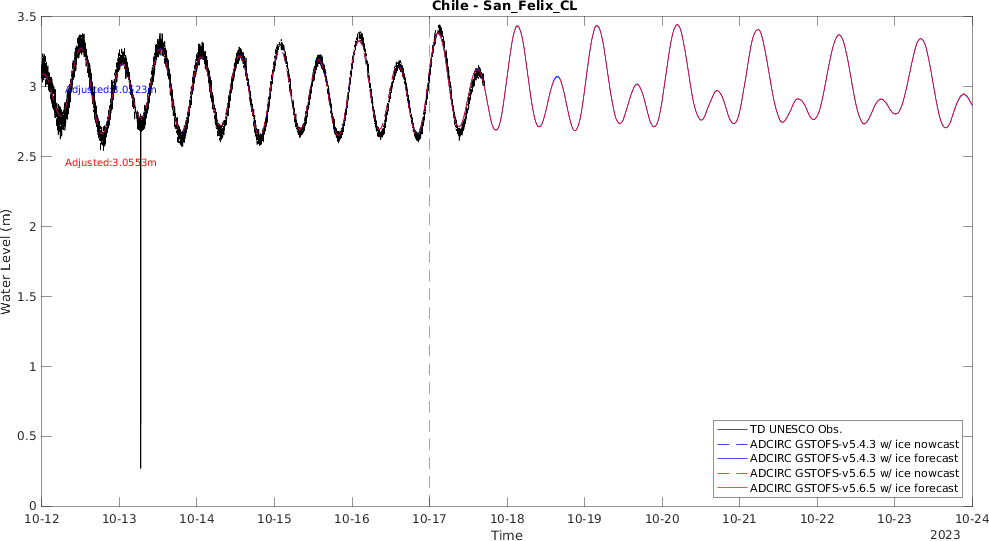 Chile - San_Felix_CL
3.5
3
2.5
2
1.5
1
0.5
0
Water Level (m)
Adjusted:3.0523m
Adjusted:3.0553m
TD UNESCO Obs.
ADCIRC GSTOFS-v5.4.3 w/ ice nowcast
ADCIRC GSTOFS-v5.4.3 w/ ice forecast
ADCIRC GSTOFS-v5.6.5 w/ ice nowcast
ADCIRC GSTOFS-v5.6.5 w/ ice forecast
10-12 10-13 10-14 10-15 10-16 10-17 10-18 10-19 10-20 10-21 10-22 10-23 10-24
Time
2023